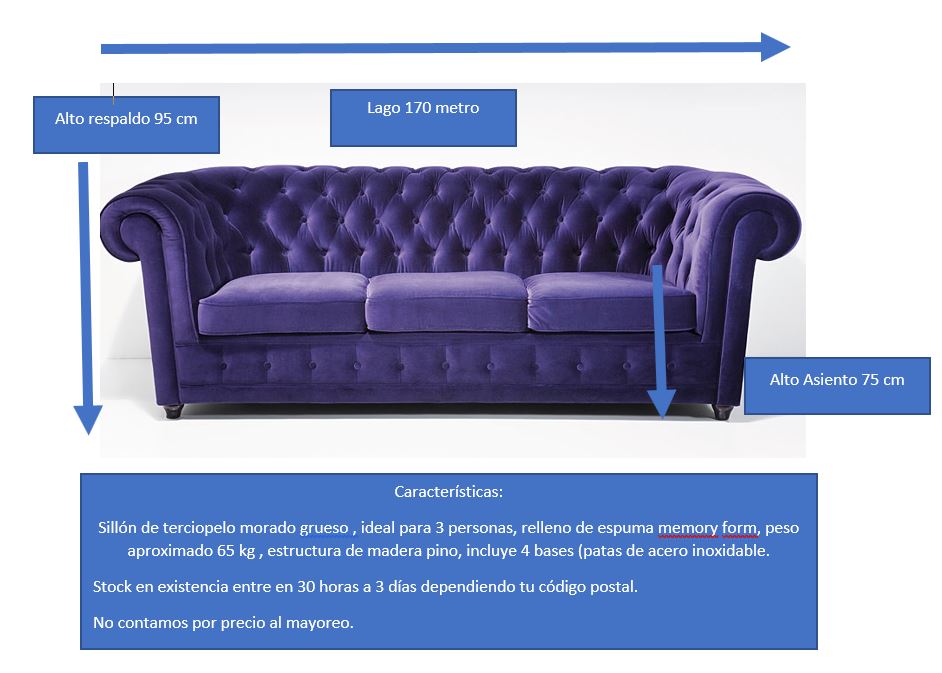 Alto respaldo 95 cm
Lago 170 metro
Alto Asiento 75 cm
Características:
Sillón de terciopelo morado grueso , ideal para 3 personas, relleno de espuma memory form, peso
aproximado 65 kg , estructura de madera pino, incluye 4 bases (patas de acero inoxidable.
Stock en existencia entre en 30 horas a 3 días dependiendo tu código postal.
No contamos por precio al mayoreo.